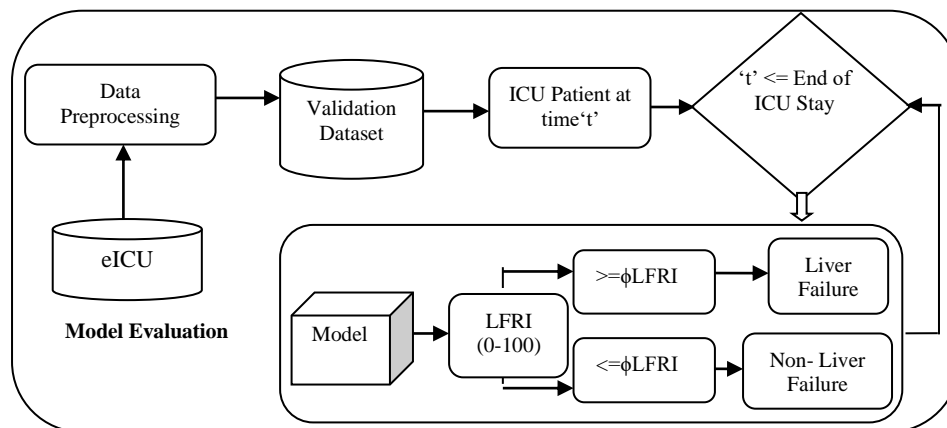 Data
Preprocessing
Validation
Dataset
ICU Patient at
time‘t’
‘t’ <= End of
ICU Stay
eICU
Model Evaluation
Model
LFRI
(0-100)
>=ϕLFRI
Liver
Failure
<=ϕLFRI
Non- Liver
Failure